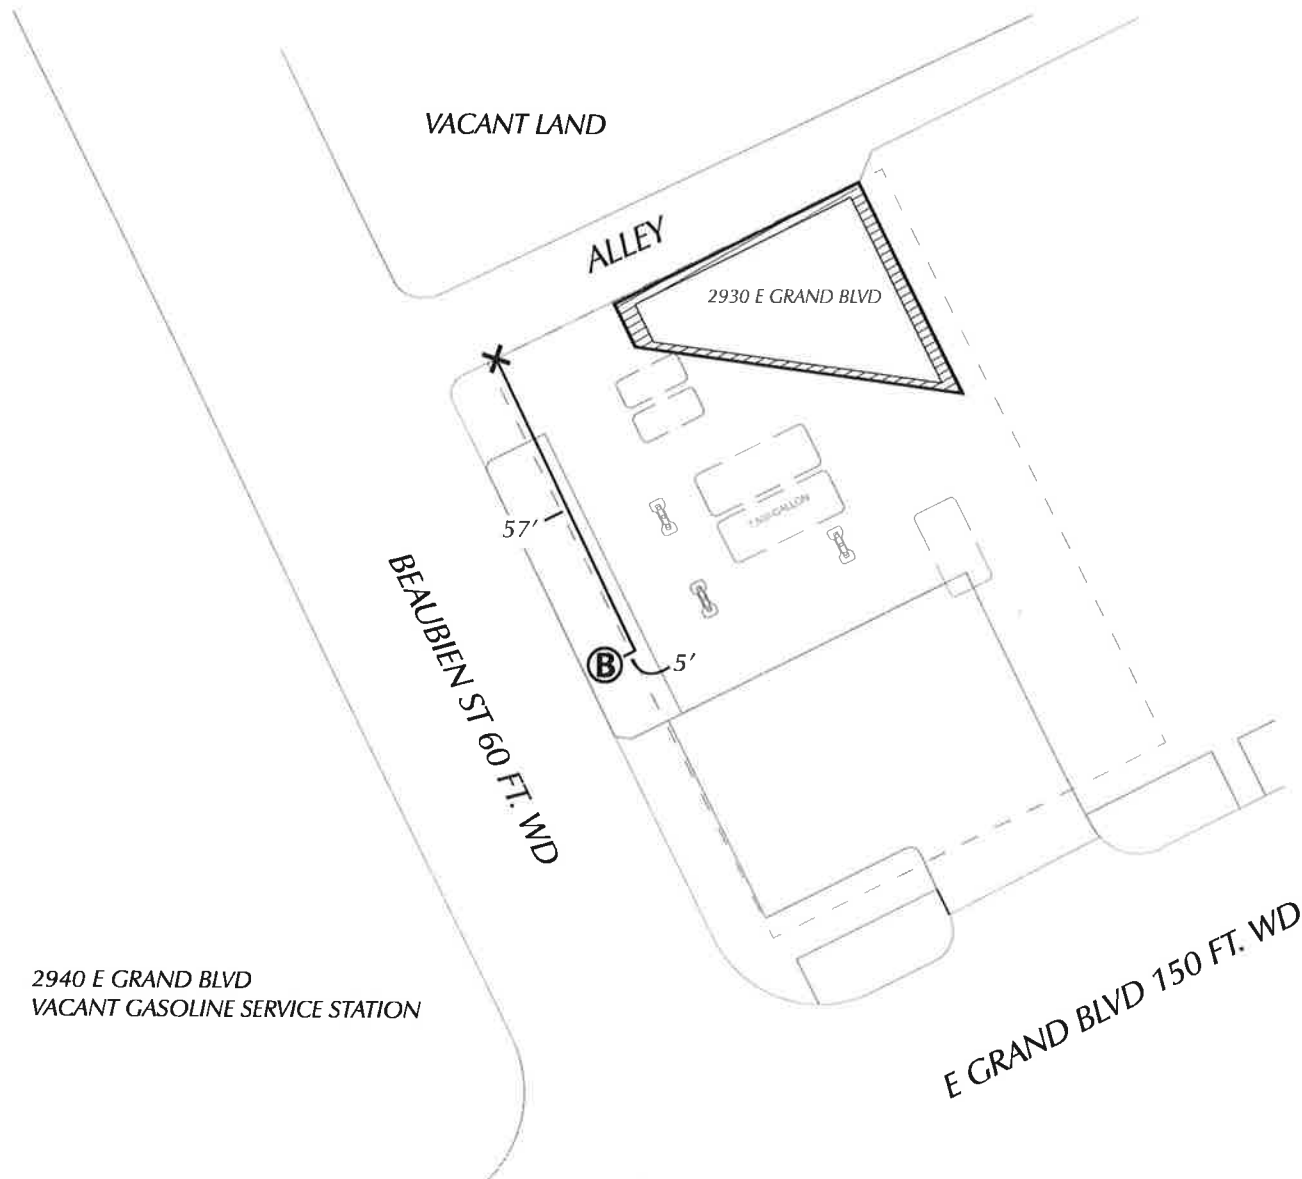 VACANT LAND
ALLEY
2930 E GRAND BLVD
GALLON
57'
BEAUBIEN ST 60 FT. WD
B
5'
2940 E GRAND BLVD
VACANT GASOLINE SERVICE STATION
E GRAND BLVD 150 FT. WD